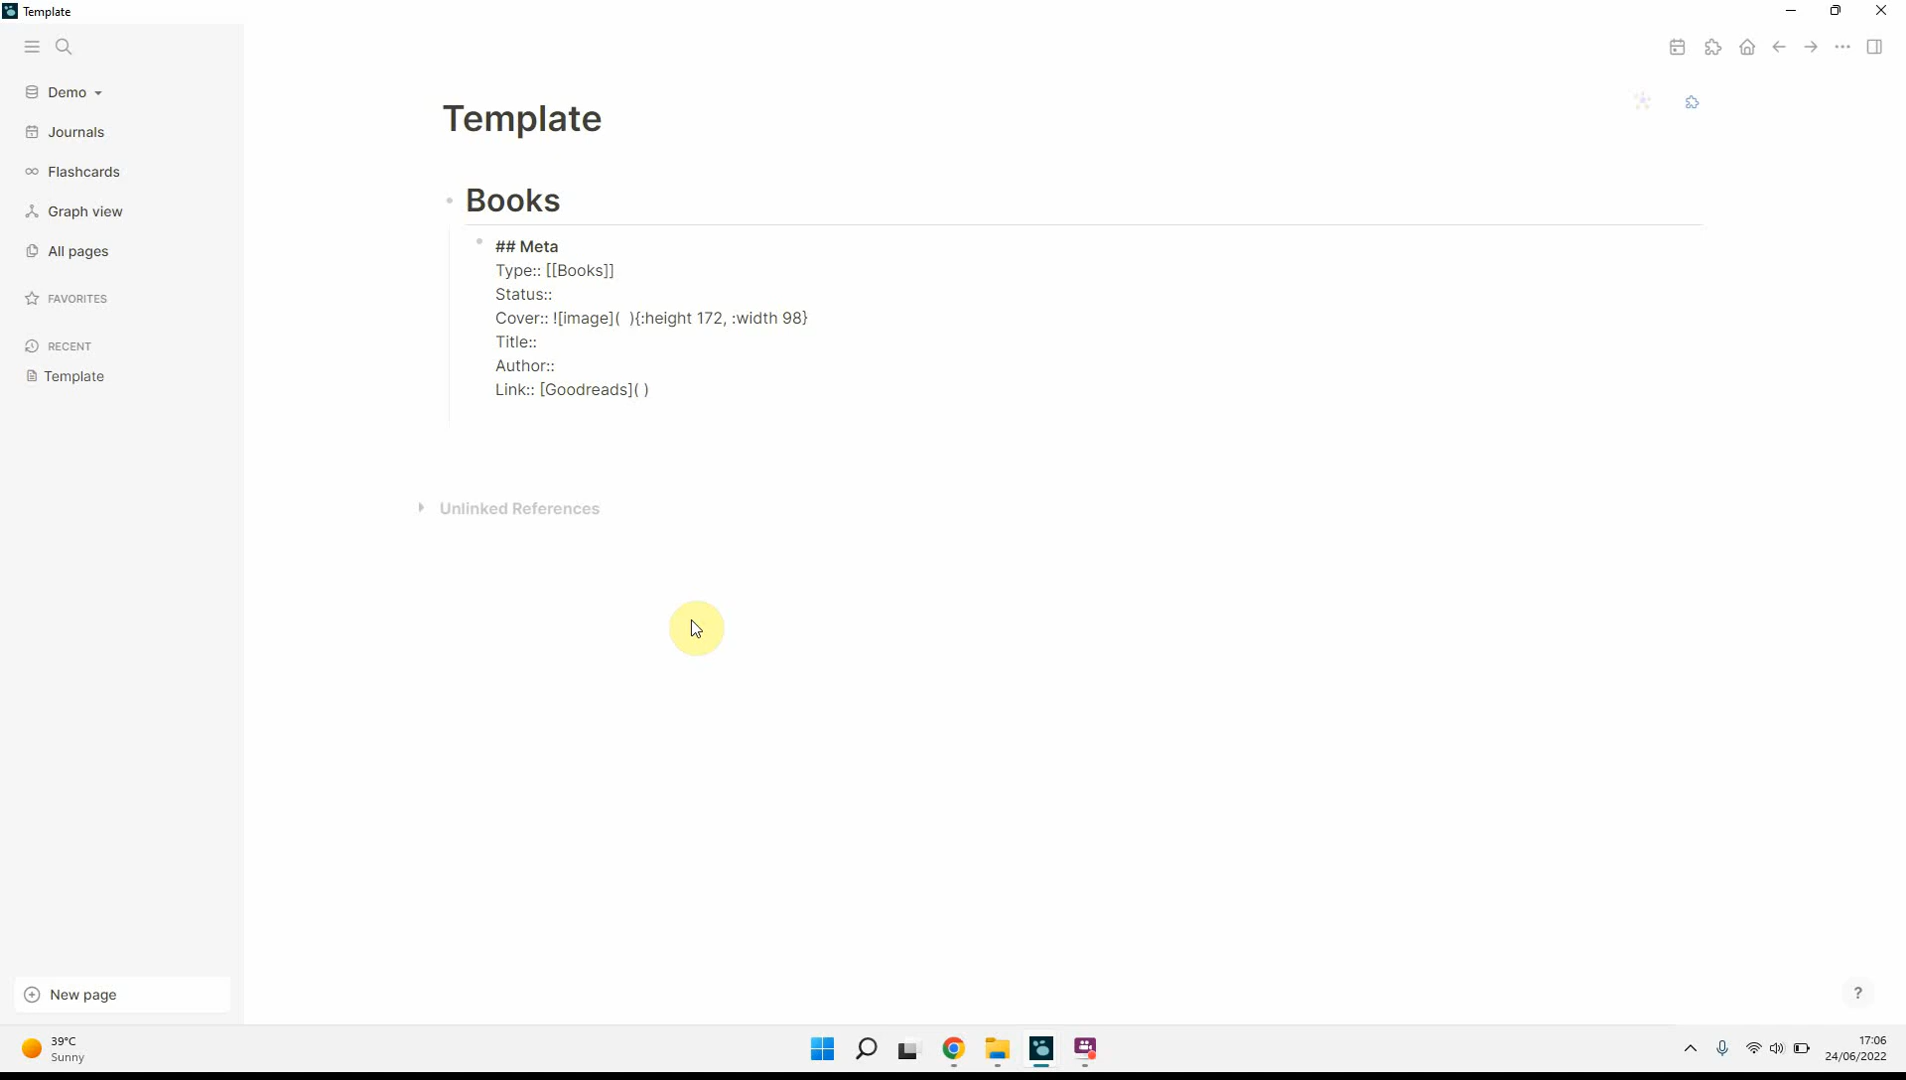 Template
Demo
Journals
Flashcards
Graph view
All pages
FAVORITES
RECENT
Template
New page
Template
Books
## Meta
Type:: [[Books]]
Status::
Cover:: ![image](  ){:height 172, :width 98}
Title::
Author::
Link:: [Goodreads]( )
Unlinked References
?
39°C
Sunny
17:06
24/06/2022